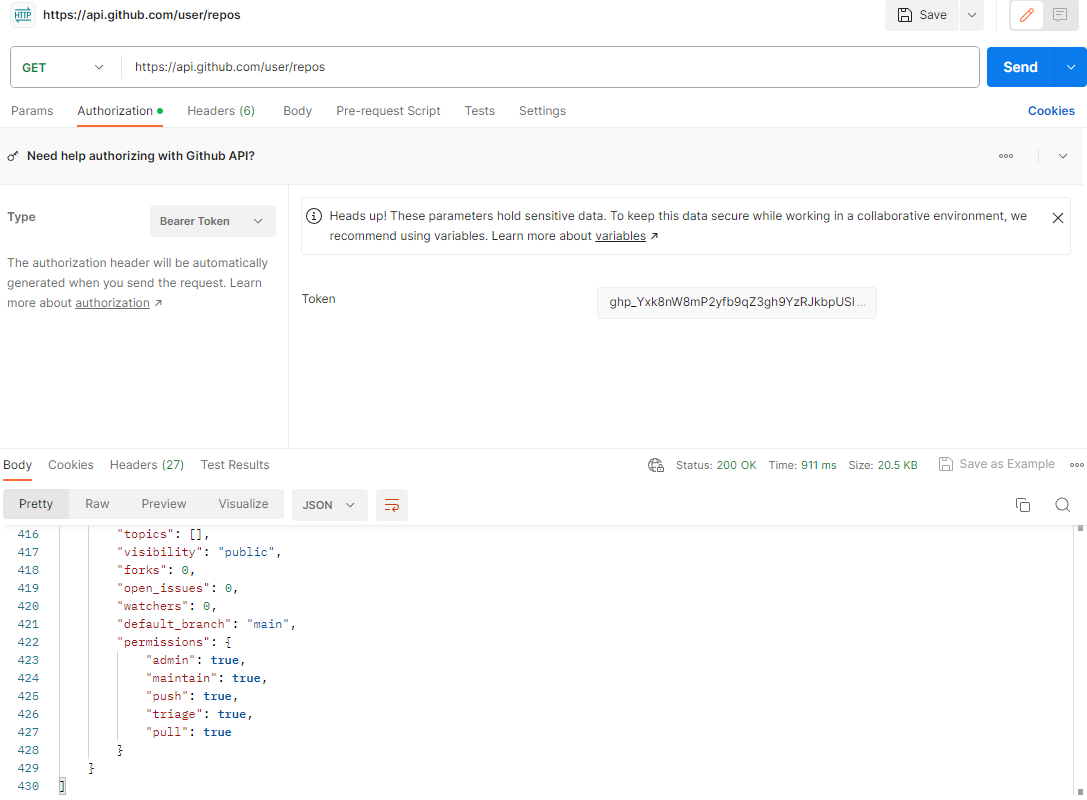 HTTP https://api.github.com/user/repos Save
GET https://api.github.com/user/repos Send
Params Authorization Headers (6) Body Pre-request Script Tests Settings Cookies
Need help authorizing with Github API?
Type Bearer Token
The authorization header will be automatically
generated when you send the request. Learn
more about authorization ↗
Heads up! These parameters hold sensitive data. To keep this data secure while working in a collaborative environment, we
recommend using variables. Learn more about variables ↗
Token ghp_Yxk8nW8mP2yfb9qZ3gh9YzRJkbpUSI...
Body Cookies Headers (27) Test Results Status: 200 OK Time: 911 ms Size: 20.5 KB Save as Example
Pretty Raw Preview Visualize JSON
416 "topics": [],
417 "visibility": "public",
418 "forks": 0,
419 "open_issues": 0,
420 "watchers": 0,
421 "default_branch": "main",
422 "permissions": {
423 "admin": true,
424 "maintain": true,
425 "push": true,
426 "triage": true,
427 "pull": true
428 }
429 }
430 ]